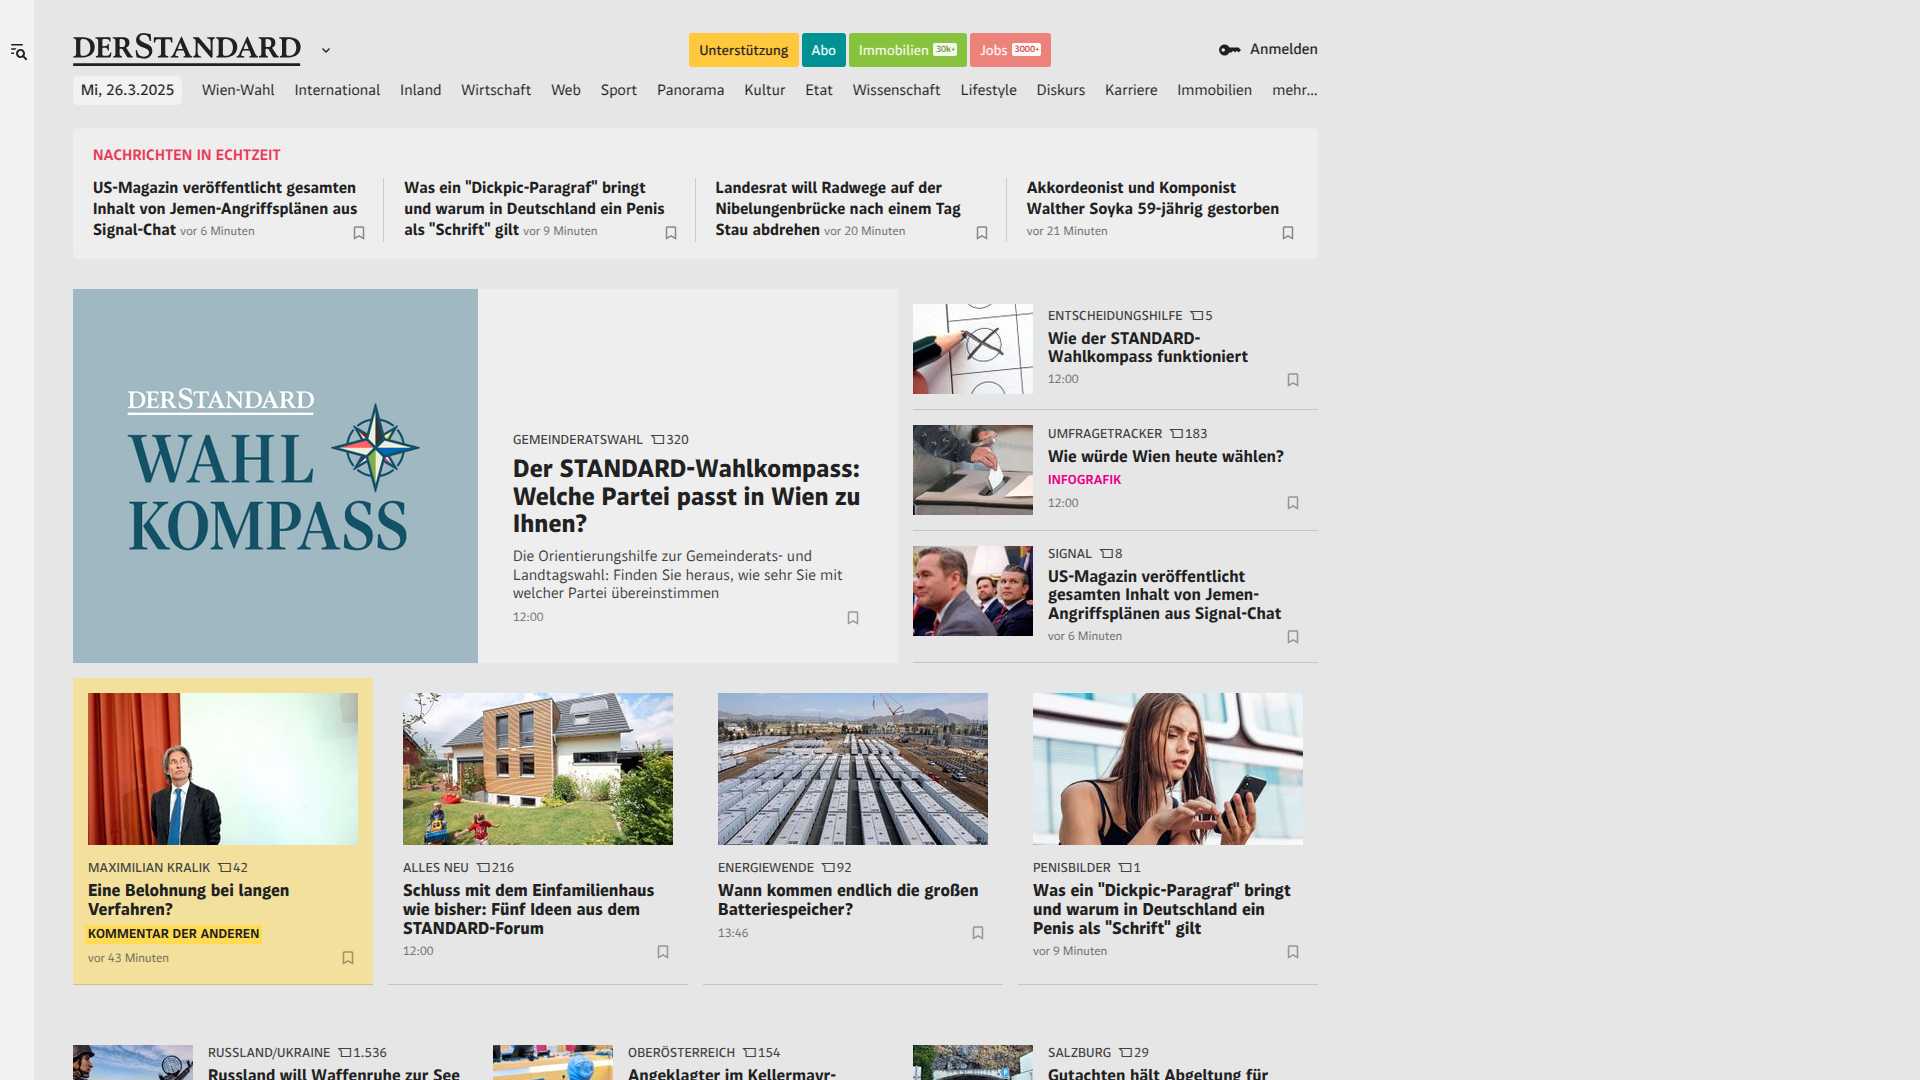 DERSTANDARD
Unterstützung
Abo
Immobilien 30k+
Jobs 3000+
Anmelden
Mi, 26.3.2025
Wien-Wahl
International
Inland
Wirtschaft
Web
Sport
Panorama
Kultur
Etat
Wissenschaft
Lifestyle
Diskurs
Karriere
Immobilien
mehr...
NACHRICHTEN IN ECHTZEIT
US-Magazin veröffentlicht gesamten
Inhalt von Jemen-Angriffsplänen aus
Signal-Chat vor 6 Minuten
Was ein "Dickpic-Paragraf" bringt
und warum in Deutschland ein Penis
als "Schrift" gilt vor 9 Minuten
Landesrat will Radwege auf der
Nibelungenbrücke nach einem Tag
Stau abdrehen vor 20 Minuten
Akkordeonist und Komponist
Walther Soyka 59-jährig gestorben
vor 21 Minuten
DERSTANDARD
WAHL
KOMPASS
GEMEINDERATSWAHL 320
Der STANDARD-Wahlkompass:
Welche Partei passt in Wien zu
Ihnen?
Die Orientierungshilfe zur Gemeinderats- und
Landtagswahl: Finden Sie heraus, wie sehr Sie mit
welcher Partei übereinstimmen
12:00
ENTSCHEIDUNGSHILFE 5
Wie der STANDARD-
Wahlkompass funktioniert
12:00
UMFRAGETRACKER 183
Wie würde Wien heute wählen?
INFOGRAFIK
12:00
SIGNAL 8
US-Magazin veröffentlicht
gesamten Inhalt von Jemen-
Angriffsplänen aus Signal-Chat
vor 6 Minuten
MAXIMILIAN KRALIK 42
Eine Belohnung bei langen
Verfahren?
KOMMENTAR DER ANDEREN
vor 43 Minuten
ALLES NEU 216
Schluss mit dem Einfamilienhaus
wie bisher: Fünf Ideen aus dem
STANDARD-Forum
12:00
ENERGIEWENDE 92
Wann kommen endlich die großen
Batteriespeicher?
13:46
PENISBILDER 1
Was ein "Dickpic-Paragraf" bringt
und warum in Deutschland ein
Penis als "Schrift" gilt
vor 9 Minuten
RUSSLAND/UKRAINE 1.536
Russland will Waffenruhe zur See
OBERÖSTERREICH 154
Angeklagter im Kellermayr-
SALZBURG 29
Gutachten hält Abgeltung für